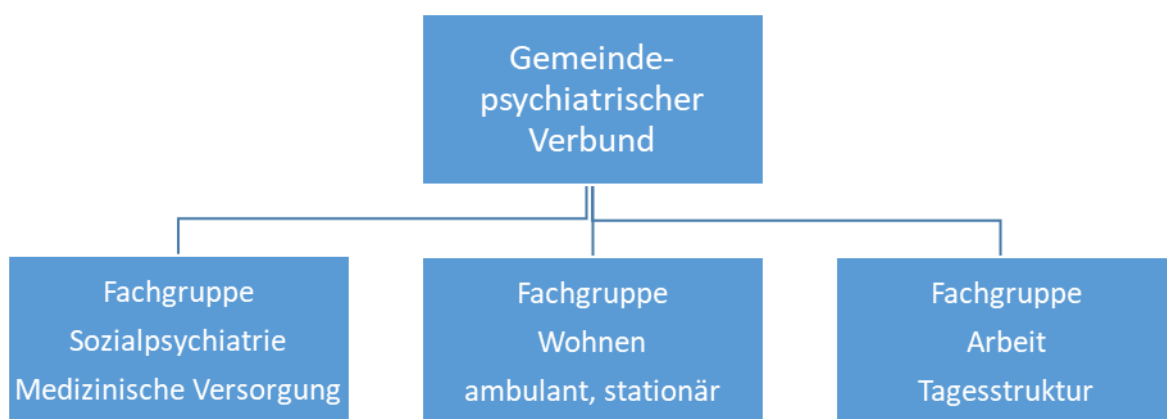 Gemeinde-
psychiatrischer
Verbund
Fachgruppe
Sozialpsychiatrie
Medizinische Versorgung
Fachgruppe
Wohnen
ambulant, stationär
Fachgruppe
Arbeit
Tagesstruktur